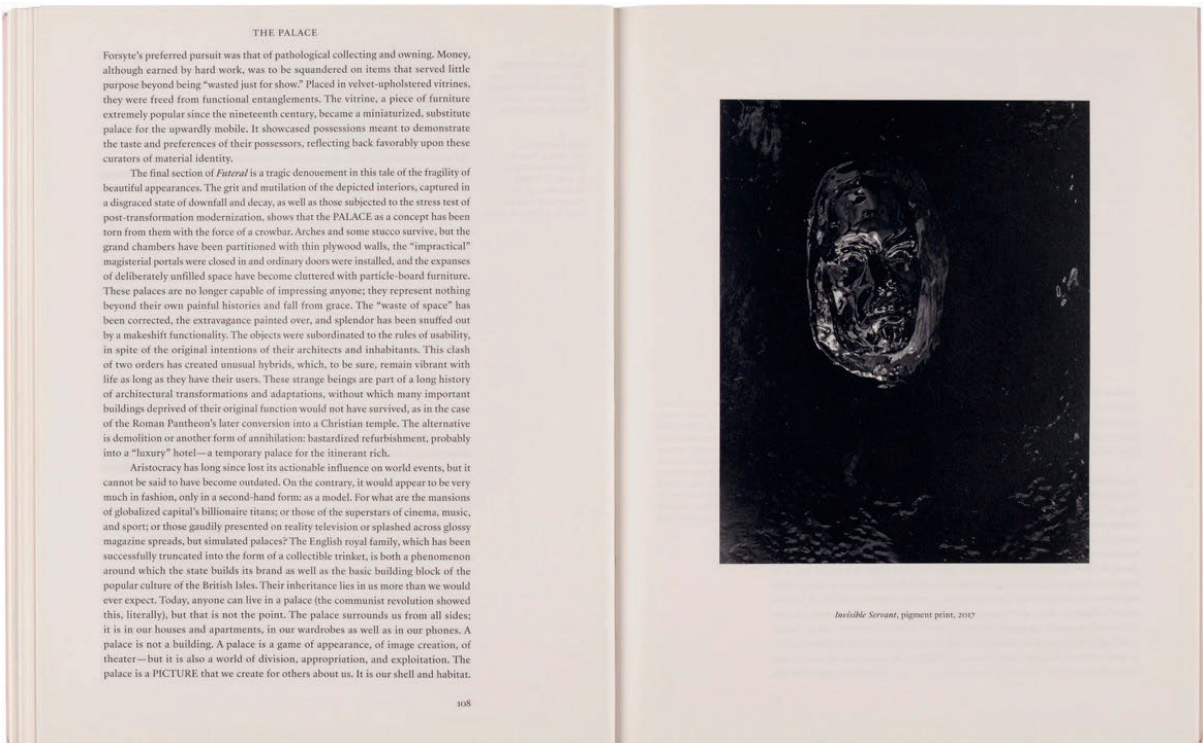 THE PALACE
Forsyte's preferred pursuit was that of pathological collecting and owning. Money,
although earned by hard work, was to be squandered on items that served little
purpose beyond being “wasted just for show.” Placed in velvet-upholstered vitrines,
they were freed from functional entanglements. The vitrine, a piece of furniture
extremely popular since the nineteenth century, became a miniaturized, substitute
palace for the upwardly mobile. It showcased possessions meant to demonstrate
the taste and preferences of their possessors, reflecting back favorably upon these
curators of material identity.
The final section of Futeral is a tragic denouement in this tale of the fragility of
beautiful appearances. The grit and mutilation of the depicted interiors, captured in
a disgraced state of downfall and decay, as well as those subjected to the stress test of
post-transformation modernization, shows that the PALACE as a concept has been
torn from them with the force of a crowbar. Arches and some stucco survive, but the
grand chambers have been partitioned with thin plywood walls, the “impractical”
magisterial portals were closed in and ordinary doors were installed, and the expanses
of deliberately unfilled space have become cluttered with particle-board furniture.
These palaces are no longer capable of impressing anyone; they represent nothing
beyond their own painful histories and fall from grace. The “waste of space” has
been corrected, the extravagance painted over, and splendor has been snuffed out
by a makeshift functionality. The objects were subordinated to the rules of usability,
in spite of the original intentions of their architects and inhabitants. This clash
of two orders has created unusual hybrids, which, to be sure, remain vibrant with
life as long as they have their users. These strange beings are part of a long history
of architectural transformations and adaptations, without which many important
buildings deprived of their original function would not have survived, as in the case
of the Roman Pantheon's later conversion into a Christian temple. The alternative
is demolition or another form of annihilation: bastardized refurbishment, probably
into a “luxury” hotel—a temporary palace for the itinerant rich.
Aristocracy has long since lost its actionable influence on world events, but it
cannot be said to have become outdated. On the contrary, it would appear to be very
much in fashion, only in a second-hand form: as a model. For what are the mansions
of globalized capital's billionaire titans; or those of the superstars of cinema, music,
and sport; or those gaudily presented on reality television or splashed across glossy
magazine spreads, but simulated palaces? The English royal family, which has been
successfully truncated into the form of a collectible trinket, is both a phenomenon
around which the state builds its brand as well as the basic building block of the
popular culture of the British Isles. Their inheritance lies in us more than we would
ever expect. Today, anyone can live in a palace (the communist revolution showed
this, literally), but that is not the point. The palace surrounds us from all sides;
it is in our houses and apartments, in our wardrobes as well as in our phones. A
palace is not a building. A palace is a game of appearance, of image creation, of
theater—but it is also a world of division, appropriation, and exploitation. The
palace is a PICTURE that we create for others about us. It is our shell and habitat.
108
Invisible Servant, pigment print, 2017